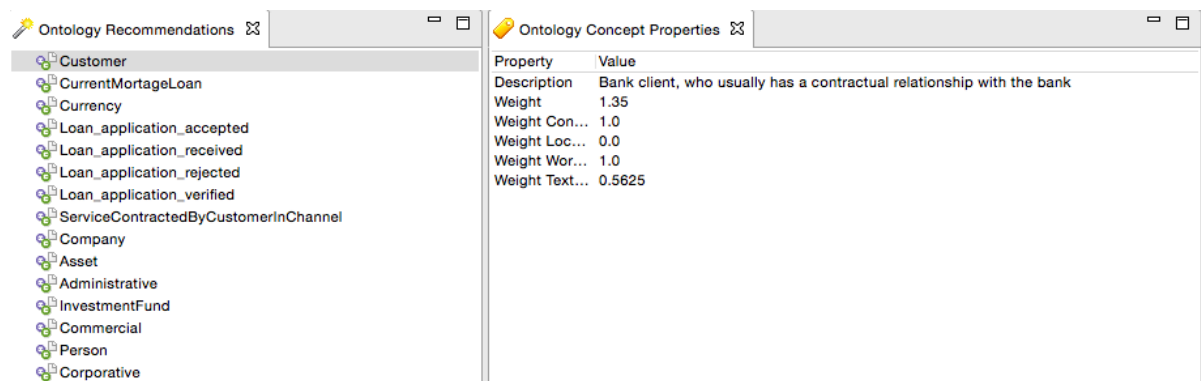 Ontology Recommendations
Customer
CurrentMortageLoan
Currency
Loan_application_accepted
Loan_application_received
Loan_application_rejected
Loan_application_verified
ServiceContractedByCustomerInChannel
Company
Asset
Administrative
InvestmentFund
Commercial
Person
Corporative
Ontology Concept Properties
Property Value
Description Bank client, who usually has a contractual relationship with the bank
Weight 1.35
Weight Con... 1.0
Weight Loc... 0.0
Weight Wor... 1.0
Weight Text... 0.5625